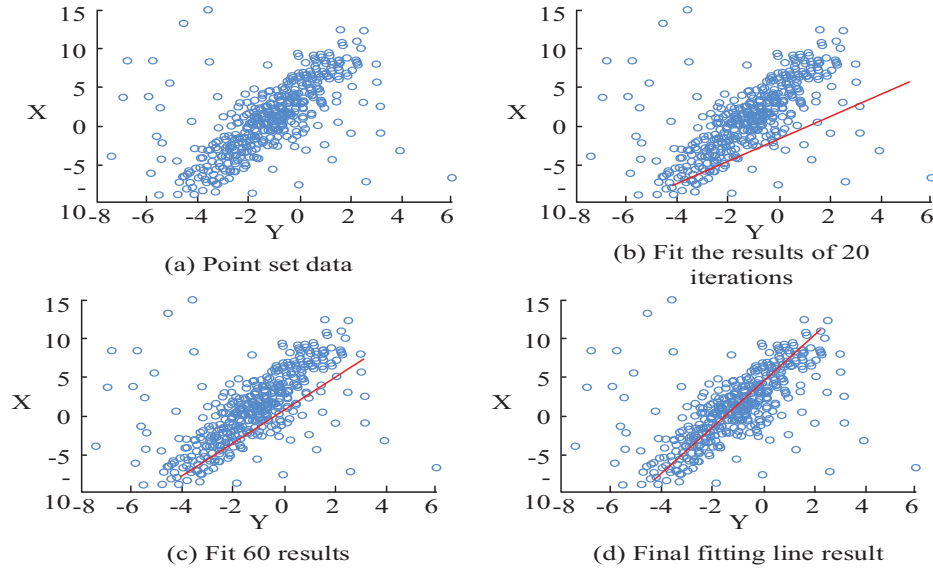 15
10
5
X
0
-5
-
10
-8 -6 -4 -2 0 2 4 6
Y
(a) Point set data
15
10
5
X
0
-5
-
10
-8 -6 -4 -2 0 2 4 6
Y
(b) Fit the results of 20
iterations
15
10
5
X
0
-5
-
10
-8 -6 -4 -2 0 2 4 6
Y
(c) Fit 60 results
15
10
5
X
0
-5
-
10
-8 -6 -4 -2 0 2 4 6
Y
(d) Final fitting line result